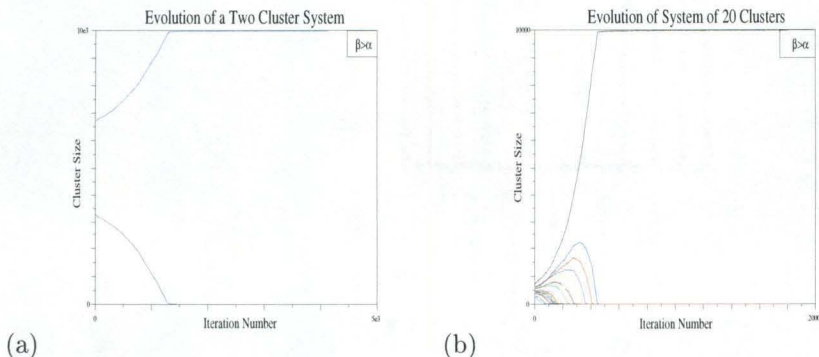 Evolution of a Two Cluster System
10e3
β>α
Cluster Size
0
0
5e3
Iteration Number
(a)
Evolution of System of 20 Clusters
10000
β>α
Cluster Size
0
0
Iteration Number
(b)